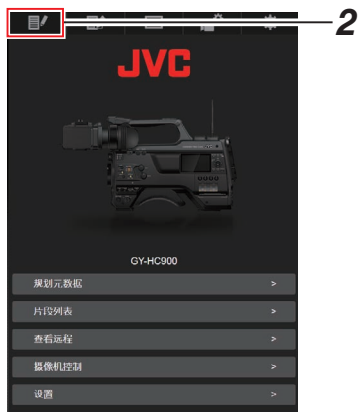 2
JVC
GY-HC900
规划元数据 >
片段列表 >
查看远程 >
摄像机控制 >
设置 >